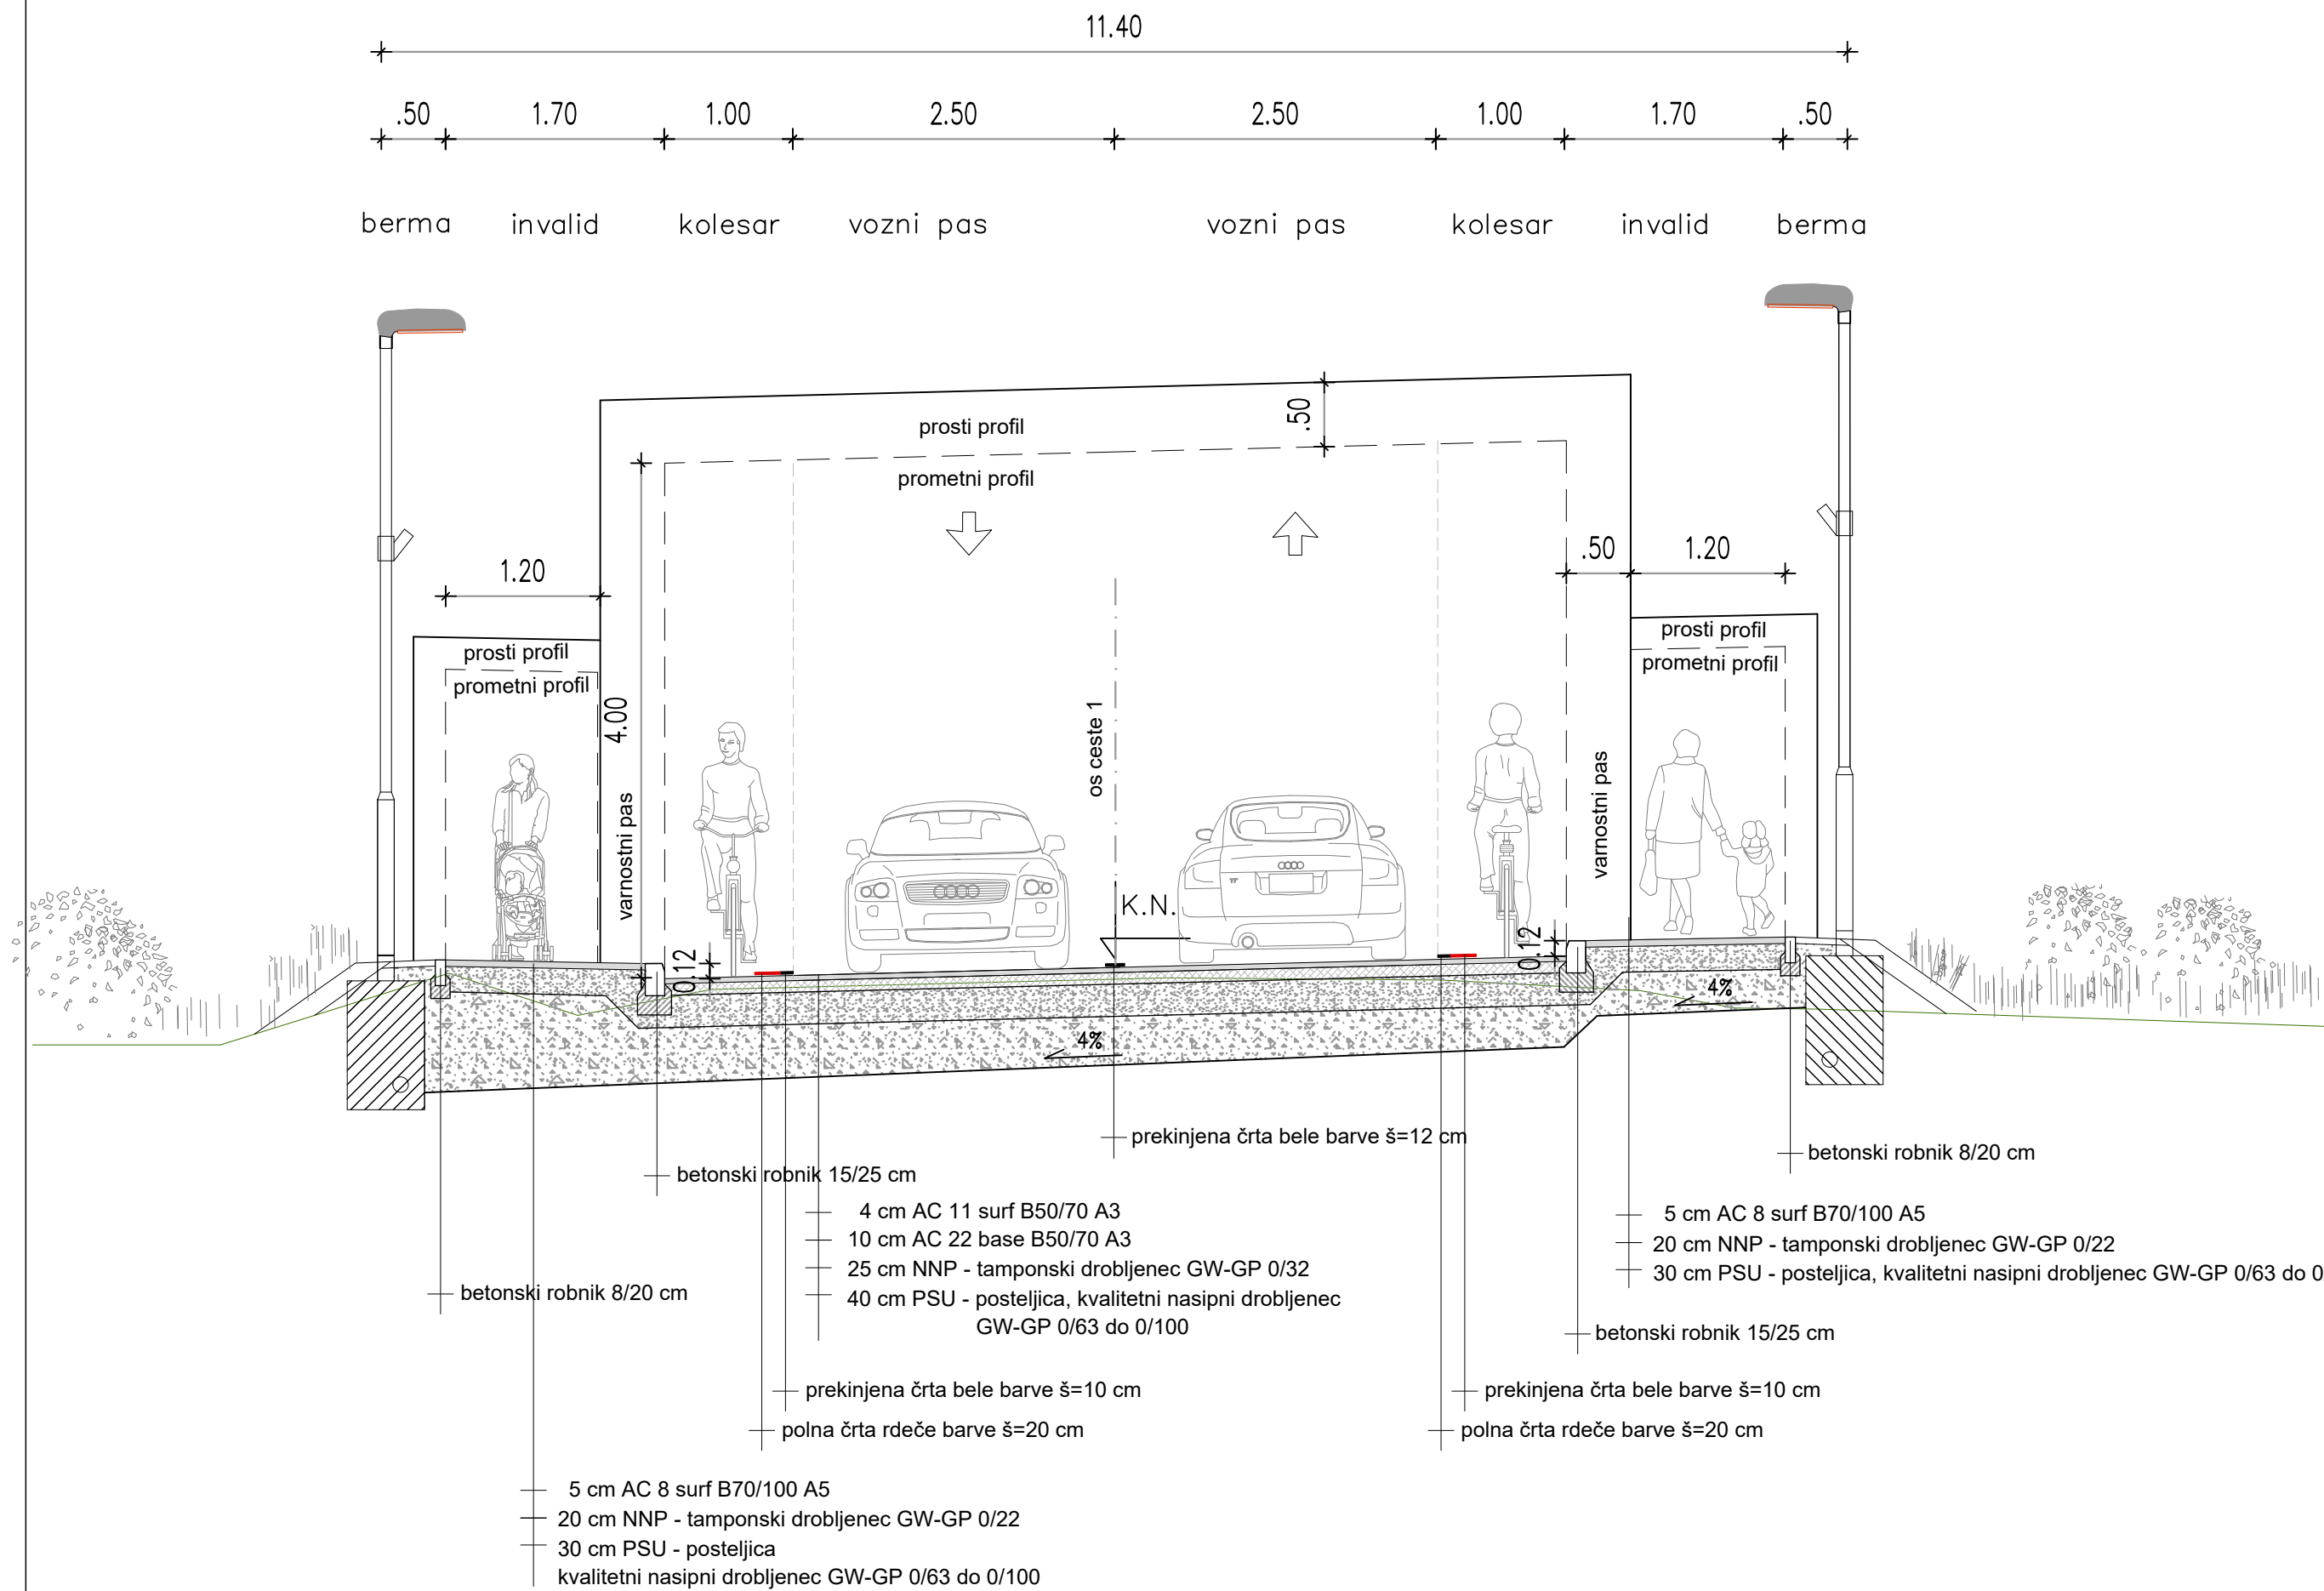 11.40
.50 1.70 1.00 2.50 2.50 1.00 1.70 .50
berma invalid kolesar vozni pas vozni pas kolesar invalid berma
prosti profil
.50
prometni profil
1.20
.50 1.20
prosti profil
prometni profil
prosti profil
prometni profil
4.00
os ceste 1
varnostni pas
varnostni pas
K.N.
0.12
0.12
4%
4%
prekinjena črta bele barve š=12 cm
betonski robnik 8/20 cm
betonski robnik 15/25 cm
4 cm AC 11 surf B50/70 A3
10 cm AC 22 base B50/70 A3
25 cm NNP - tamponski drobljenec GW-GP 0/32
40 cm PSU - posteljica, kvalitetni nasipni drobljenec
GW-GP 0/63 do 0/100
5 cm AC 8 surf B70/100 A5
20 cm NNP - tamponski drobljenec GW-GP 0/22
30 cm PSU - posteljica, kvalitetni nasipni drobljenec GW-GP 0/63 do 0
betonski robnik 8/20 cm
betonski robnik 15/25 cm
prekinjena črta bele barve š=10 cm
polna črta rdeče barve š=20 cm
prekinjena črta bele barve š=10 cm
polna črta rdeče barve š=20 cm
5 cm AC 8 surf B70/100 A5
20 cm NNP - tamponski drobljenec GW-GP 0/22
30 cm PSU - posteljica
kvalitetni nasipni drobljenec GW-GP 0/63 do 0/100